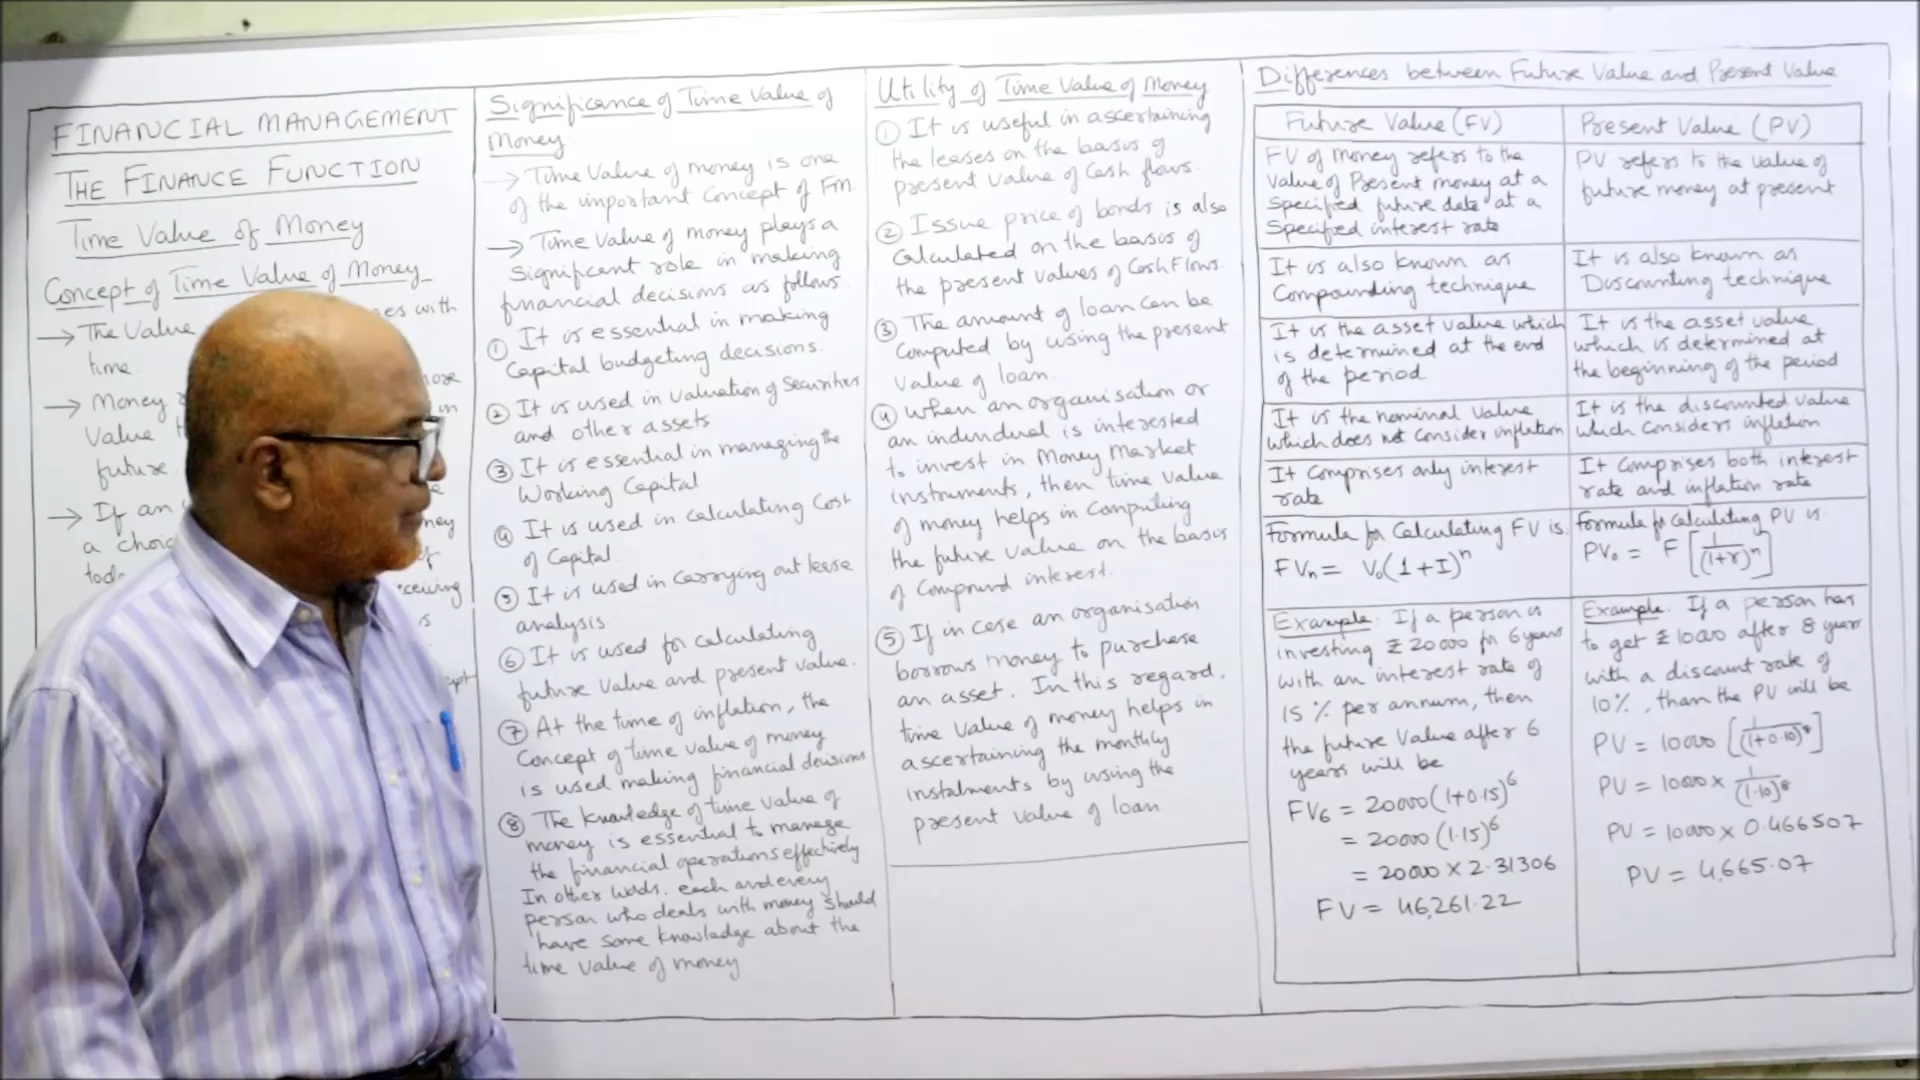 FINANCIAL MANAGEMENT
THE FINANCE FUNCTION
Time Value of Money
Concept of Time Value of Money
→ The Value
es with
time.
→ Money
hose
Value
in
future.
→ If an
a choic
ney
of
ceiving
is
ept
Significance of Time Value of
Money
→ Time Value of money is one
of the important Concept of Fm.
→ Time Value of money plays a
significant role in making
financial decisions as follows.
① It is essential in making
Capital budgeting decisions.
② It is used in valuation of Securities
and other assets
③ It is essential in managing the
Working Capital
④ It is used in calculating Cost
of Capital
⑤ It is used in carrying out lease
analysis.
⑥ It is used for calculating
future value and present value.
⑦ At the time of inflation, the
Concept of time value of money
is used making financial decisions
⑧ The knowledge of time value of
money is essential to manage
the financial operations effectively
In other words, each and every
person who deals with money should
have some knowledge about the
time value of money
Utility of Time Value of Money
① It is useful in ascertaining
the leases on the basis of
present value of Cash flows.
② Issue price of bonds is also
Calculated on the basis of
the present values of Cash Flows.
③ The amount of loan can be
Computed by using the present
value of loan.
④ When an organisation or
an individual is interested
to invest in Money Market
instruments, then time value
of money helps in Computing
the future value on the basis
of Compound interest.
⑤ If in case an organisation
borrows money to purchase
an asset. In this regard,
time value of money helps in
ascertaining the monthly
instalments by using the
present value of loan
Differences between Future Value and Present Value
Future Value (FV)
FV of money refers to the
value of Present money at a
specified future date at a
Specified interest rate
It is also known as
Compounding technique
It is the asset value which
is determined at the end
of the period
It is the nominal value
which does not consider inflation
It Comprises only interest
rate
Formula for Calculating FV is.
FVn = V₀(1+I)ⁿ
Example: If a person is
investing ₹ 20000 for 6 years
with an interest rate of
15 % per annum, then
the future Value after 6
years will be
FV₆ = 20000(1+0.15)⁶
= 20000(1.15)⁶
= 20000 × 2.31306
FV = 46,261.22
Present Value (PV)
PV refers to the value of
future money at present
It is also known as
Discounting technique
It is the asset value
which is determined at
the beginning of the period
It is the discounted value
which considers inflation
It Comprises both interest
rate and inflation rate
Formula for Calculating PV is
PV₀ = F [1/(1+r)ⁿ]
Example. If a person has
to get ₹ 10000 after 8 years
with a discount rate of
10%, than the PV will be
PV = 10000 [1/(1+0.10)⁸]
PV = 10000 × 1/(1.10)⁸
PV = 10000 × 0.466507
PV = 4,665.07